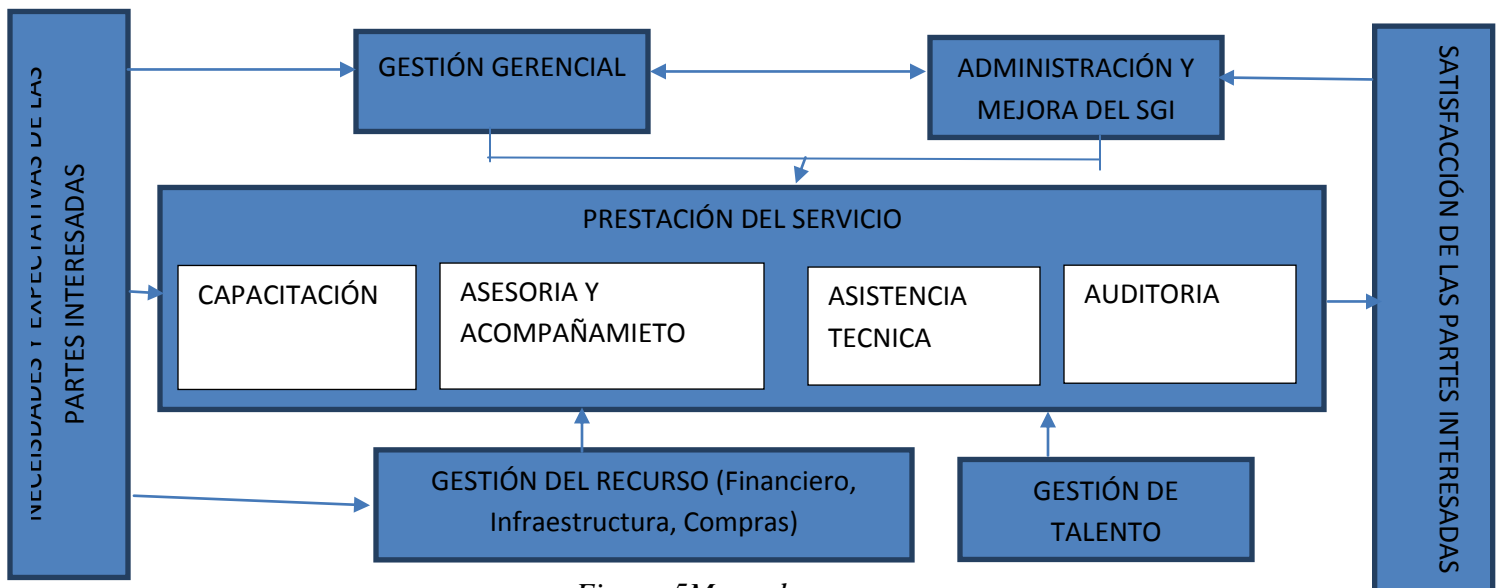 NECEISDADES Y EXPECTATIVAS DE LAS
PARTES INTERESADAS
GESTIÓN GERENCIAL
ADMINISTRACIÓN Y
MEJORA DEL SGI
PRESTACIÓN DEL SERVICIO
CAPACITACIÓN
ASESORIA Y
ACOMPAÑAMIETO
ASISTENCIA
TECNICA
AUDITORIA
GESTIÓN DEL RECURSO (Financiero,
Infraestructura, Compras)
GESTIÓN DE
TALENTO
SATISFACCIÓN DE LAS PARTES INTERESADAS